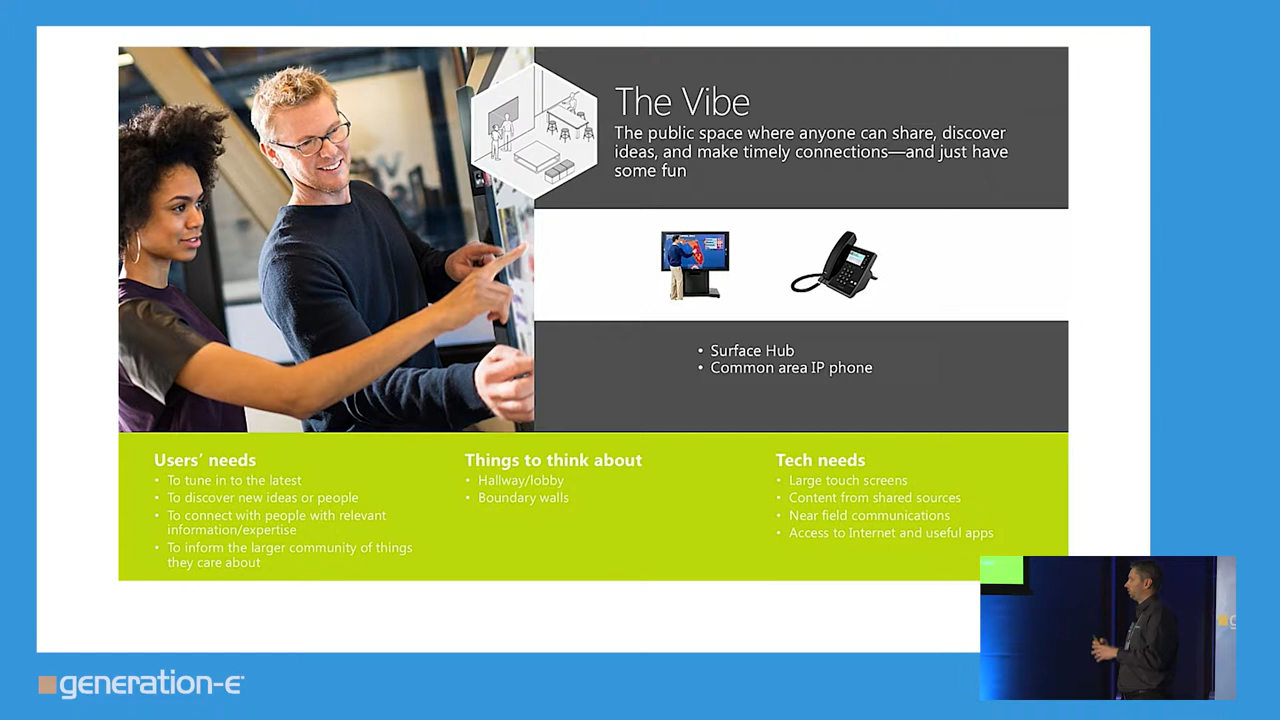 The Vibe
The public space where anyone can share, discover
ideas, and make timely connections—and just have
some fun
• Surface Hub
• Common area IP phone
Users' needs
• To tune in to the latest
• To discover new ideas or people
• To connect with people with relevant
information/expertise
• To inform the larger community of things
they care about
Things to think about
• Hallway/lobby
• Boundary walls
Tech needs
• Large touch screens
• Content from shared sources
• Near field communications
• Access to Internet and useful apps
generation-e